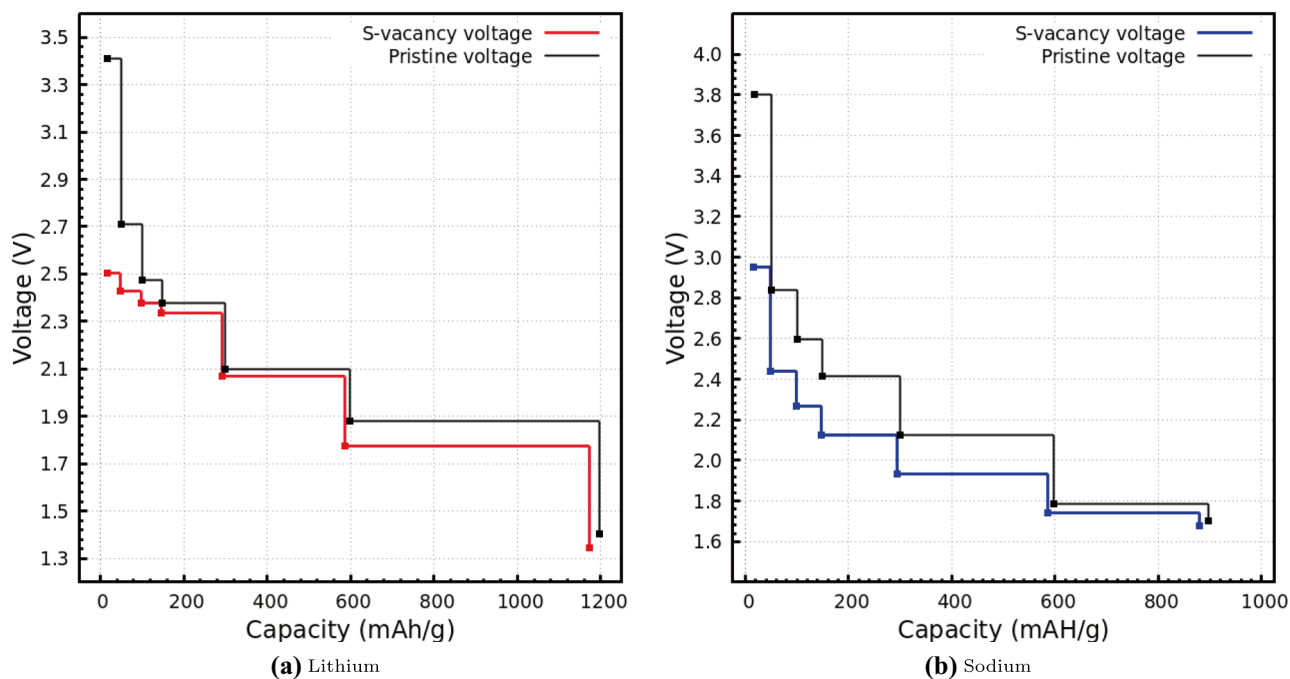 S-vacancy voltage
Pristine voltage
3.5
3.3
3.1
2.9
2.7
2.5
2.3
2.1
1.9
1.7
1.5
1.3
Voltage (V)
0 200 400 600 800 1000 1200
Capacity (mAh/g)
(a) Lithium
S-vacancy voltage
Pristine voltage
4.0
3.8
3.6
3.4
3.2
3.0
2.8
2.6
2.4
2.2
2.0
1.8
1.6
Voltage (V)
0 200 400 600 800 1000
Capacity (mAH/g)
(b) Sodium